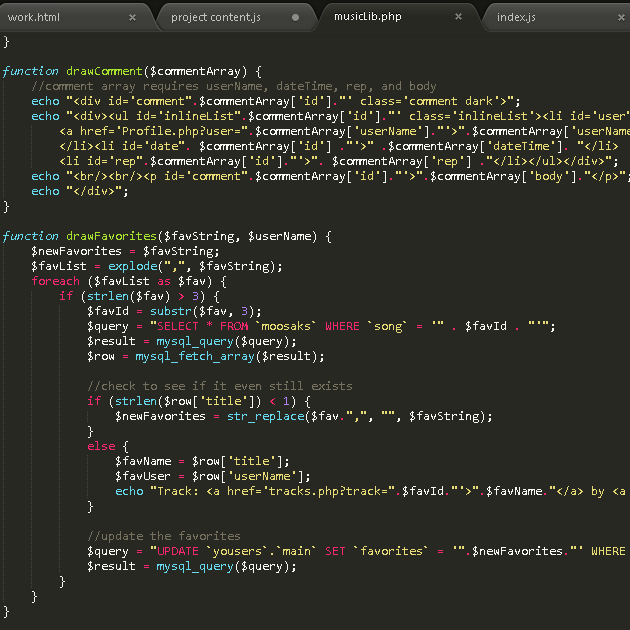 work.html × project content.js musicLib.php × index.js ×
}
function drawComment($commentArray) {
//comment array requires userName, dateTime, rep, and body
echo "<div id='comment".$commentArray['id']."' class='comment dark'>";
echo "<div><ul id='inlineList".$commentArray['id']."' class='inlineList'><li id='user'
<a href='Profile.php?user=".$commentArray['userName']."'>".$commentArray['userName
</li><li id='date". $commentArray['id'] ."'>" .$commentArray['dateTime']. "</li>
<li id='rep".$commentArray['id']."'>". $commentArray['rep'] ."</li></ul></div>";
echo "<br/><br/><p id='comment".$commentArray['id']."'>".$commentArray['body']."</p>";
echo "</div>";
}
function drawFavorites($favString, $userName) {
$newFavorites = $favString;
$favList = explode(",", $favString);
foreach ($favList as $fav) {
if (strlen($fav) > 3) {
$favId = substr($fav, 3);
$query = "SELECT * FROM `moosaks` WHERE `song` = '" . $favId . "'";
$result = mysql_query($query);
$row = mysql_fetch_array($result);
//check to see if it even still exists
if (strlen($row['title']) < 1) {
$newFavorites = str_replace($fav.",", "", $favString);
}
else {
$favName = $row['title'];
$favUser = $row['userName'];
echo "Track: <a href='tracks.php?track=".$favId."'>".$favName."</a> by <a
}
//update the favorites
$query = "UPDATE `yousers`.`main` SET `favorites` = '".$newFavorites."' WHERE
$result = mysql_query($query);
}
}
}